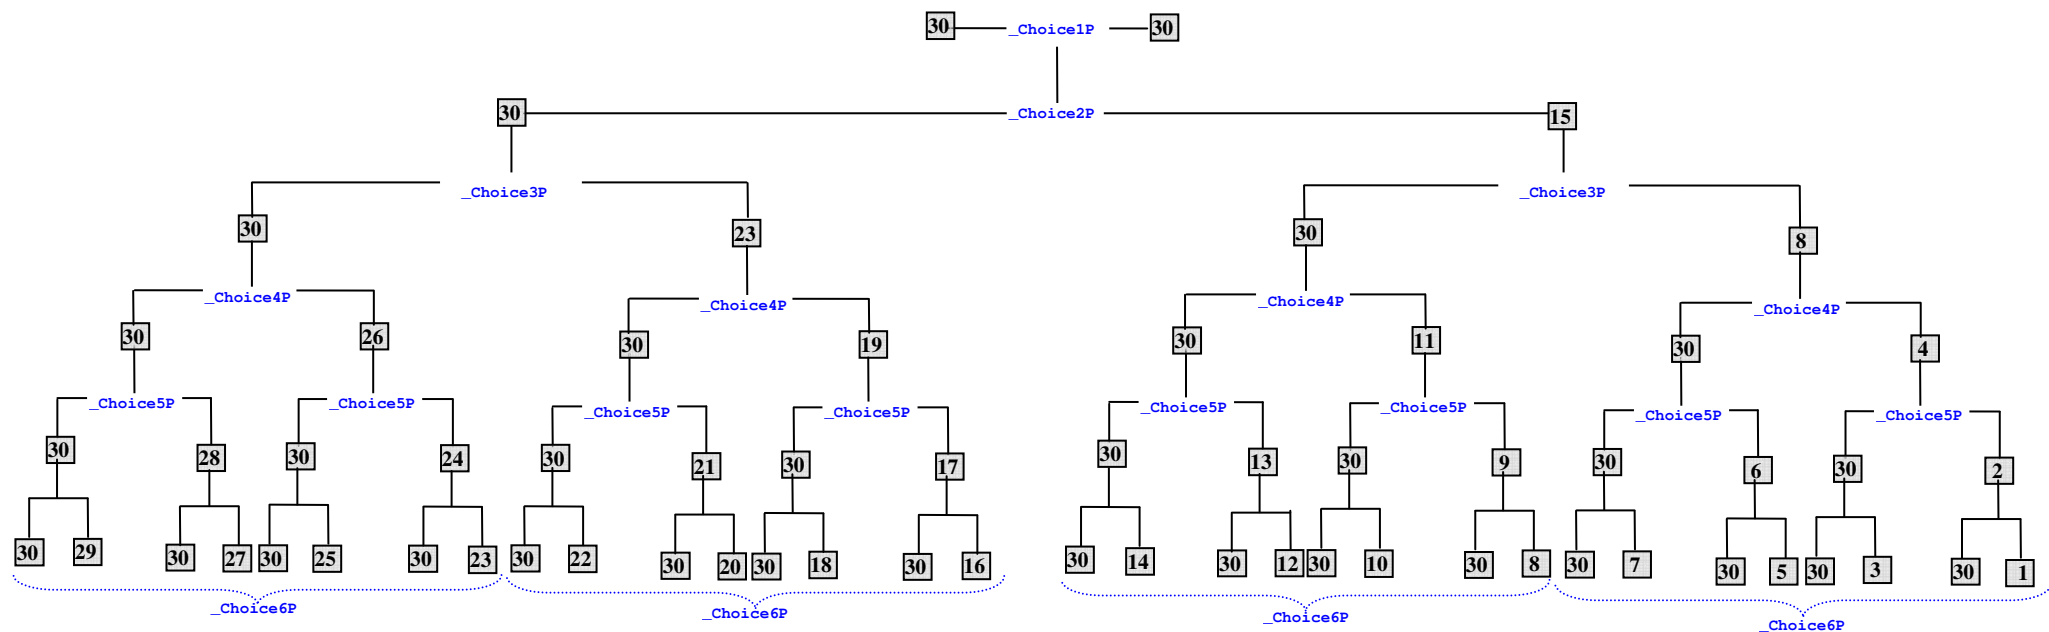 30 _Choice1P 30
30 _Choice2P 15
_Choice3P _Choice3P
30 23 30 8
_Choice4P _Choice4P _Choice4P _Choice4P
30 26 30 19 30 11 30 4
_Choice5P _Choice5P _Choice5P _Choice5P _Choice5P _Choice5P _Choice5P _Choice5P
30 28 30 24 30 21 30 17 30 13 30 9 30 6 30 2
30 29 30 27 30 25 30 23 30 22 30 20 30 18 30 16 30 14 30 12 30 10 30 8 30 7 30 5 30 3 30 1
_Choice6P _Choice6P _Choice6P _Choice6P